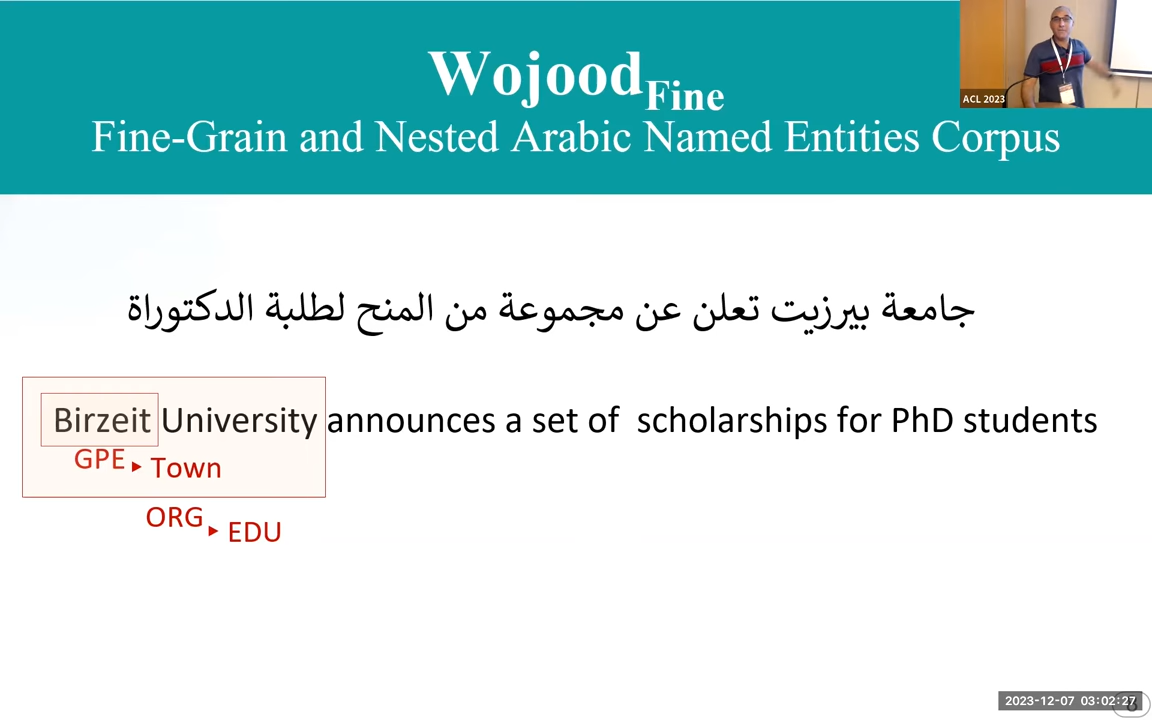 Wojood Fine
Fine-Grain and Nested Arabic Named Entities Corpus
ACL 2023
جامعة بيرزيت تعلن عن مجموعة من المنح لطلبة الدكتوراة
Birzeit University announces a set of scholarships for PhD students
GPE ▸ Town
ORG ▸ EDU
2023-12-07 03:02:27